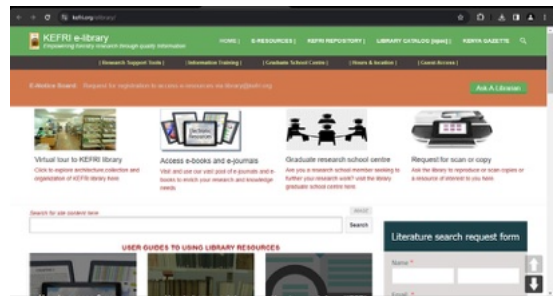 kefri.org/elibrary/
KEFRI e-library
Empowering forestry research through quality information
HOME | E-RESOURCES | KEFRI REPOSITORY | LIBRARY CATALOG [open] | KENYA GAZETTE
| Research Support Tools | | Information Training | | Graduate School Centre | | Hours & location | | Guest Access |
E-Notice Board: Request for registration to access e-resources via library@kefri.org
Ask A Librarian
Electronic Resources
Virtual tour to KEFRI library
Click to explore architecture,collection and
organization of KEFRI library here
Access e-books and e-journals
Visit and use our vast pool of e-journals and e-
books to enrich your research and knowledge
needs
Graduate research school centre
Are you a research school member seeking to
further your research work? visit the library
graduate school centre here
Request for scan or copy
Ask the library to reproduce or scan copies or
a resource of interest to you here
Search for site content here
Search
USER GUIDES TO USING LIBRARY RESOURCES
Literature search request form
Name *
Email *